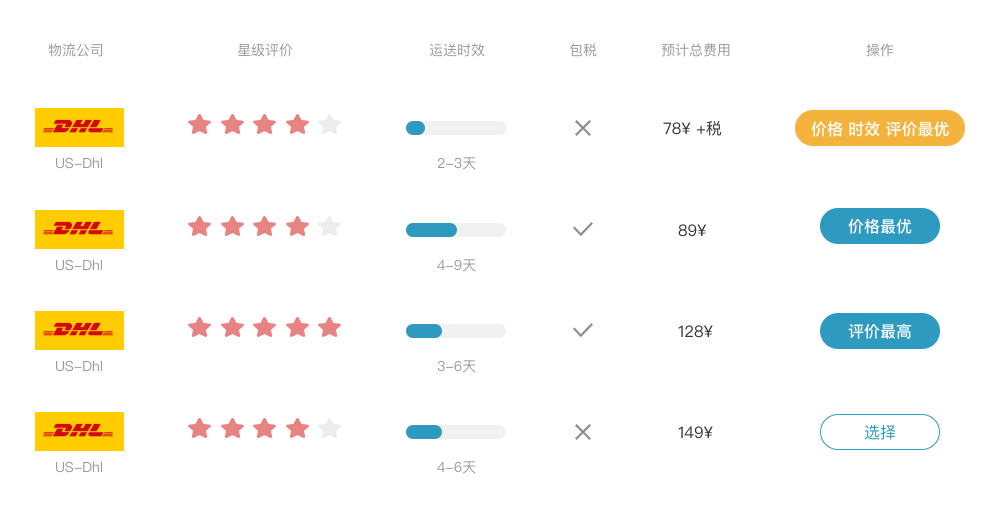 物流公司 星级评价 运送时效 包税 预计总费用 操作
DHL 78¥ +税 价格 时效 评价最优
US-Dhl 2-3天
DHL 89¥ 价格最优
US-Dhl 4-9天
DHL 128¥ 评价最高
US-Dhl 3-6天
DHL 149¥ 选择
US-Dhl 4-6天